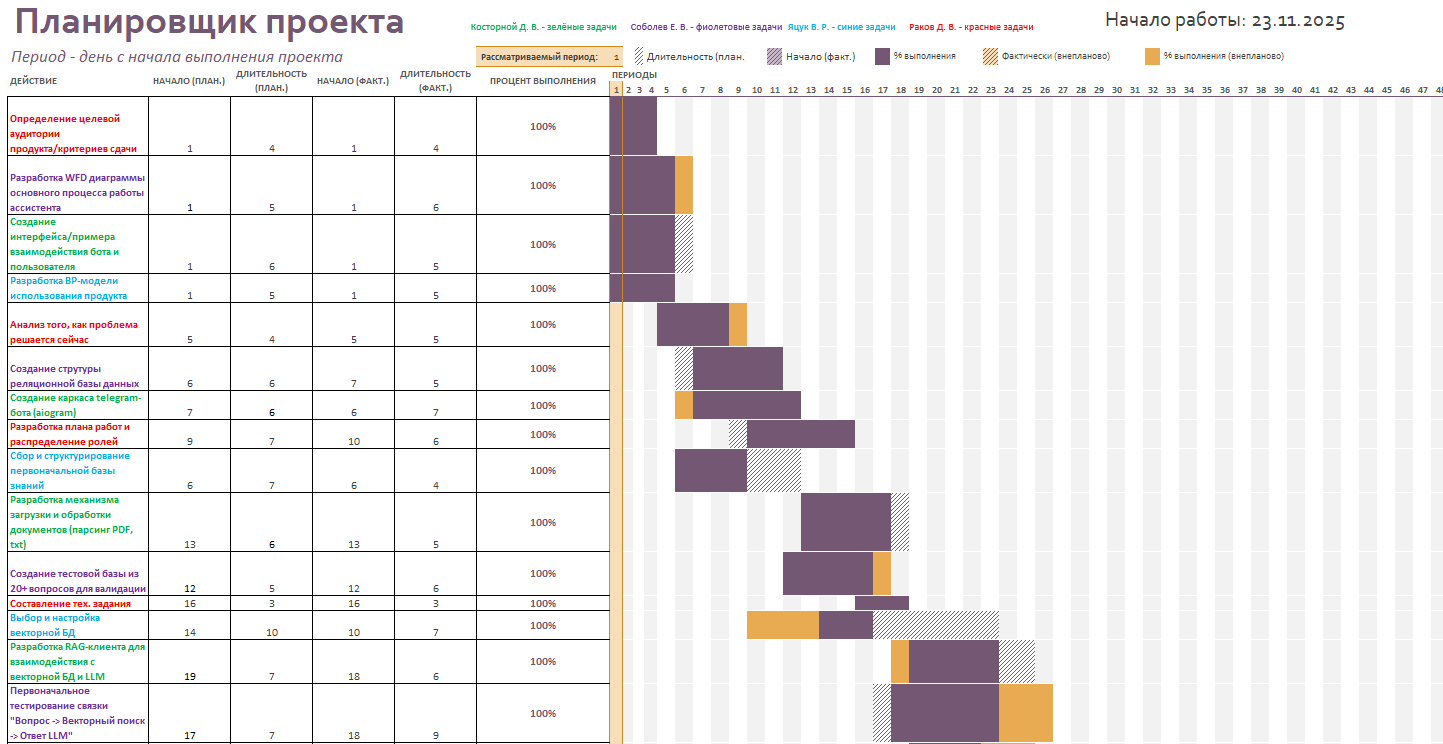 Планировщик проекта
Косторной Д. В. - зелёные задачи Соболев Е. В. - фиолетовые задачи Яцук В. Р. - синие задачи Раков Д. В. - красные задачи
Начало работы: 23.11.2025
Период - день с начала выполнения проекта
Рассматриваемый период: 1
Длительность (план.
Начало (факт.)
% выполнения
Фактически (внепланово)
% выполнения (внепланово)
ДЕЙСТВИЕ
НАЧАЛО (ПЛАН.)
ДЛИТЕЛЬНОСТЬ
(ПЛАН.)
НАЧАЛО (ФАКТ.)
ДЛИТЕЛЬНОСТЬ
(ФАКТ.)
ПРОЦЕНТ ВЫПОЛНЕНИЯ
ПЕРИОДЫ
1 2 3 4 5 6 7 8 9 10 11 12 13 14 15 16 17 18 19 20 21 22 23 24 25 26 27 28 29 30 31 32 33 34 35 36 37 38 39 40 41 42 43 44 45 46 47 48
Определение целевой
аудитории
продукта/критериев сдачи 1 4 1 4 100%
Разработка WFD диаграммы
основного процесса работы
ассистента 1 5 1 6 100%
Создание
интерфейса/примера
взаимодействия бота и
пользователя 1 6 1 5 100%
Разработка BP-модели
использования продукта 1 5 1 5 100%
Анализ того, как проблема
решается сейчас 5 4 5 5 100%
Создание струтуры
реляционной базы данных 6 6 7 5 100%
Создание каркаса telegram-
бота (aiogram) 7 6 6 7 100%
Разработка плана работ и
распределение ролей 9 7 10 6 100%
Сбор и структурирование
первоначальной базы
знаний 6 7 6 4 100%
Разработка механизма
загрузки и обработки
документов (парсинг PDF,
txt) 13 6 13 5 100%
Создание тестовой базы из
20+ вопросов для валидации 12 5 12 6 100%
Составление тех. задания 16 3 16 3 100%
Выбор и настройка
векторной БД 14 10 10 7 100%
Разработка RAG-клиента для
взаимодействия с
векторной БД и LLM 19 7 18 6 100%
Первоначальное
тестирование связки
"Вопрос -> Векторный поиск
-> Ответ LLM" 17 7 18 9 100%